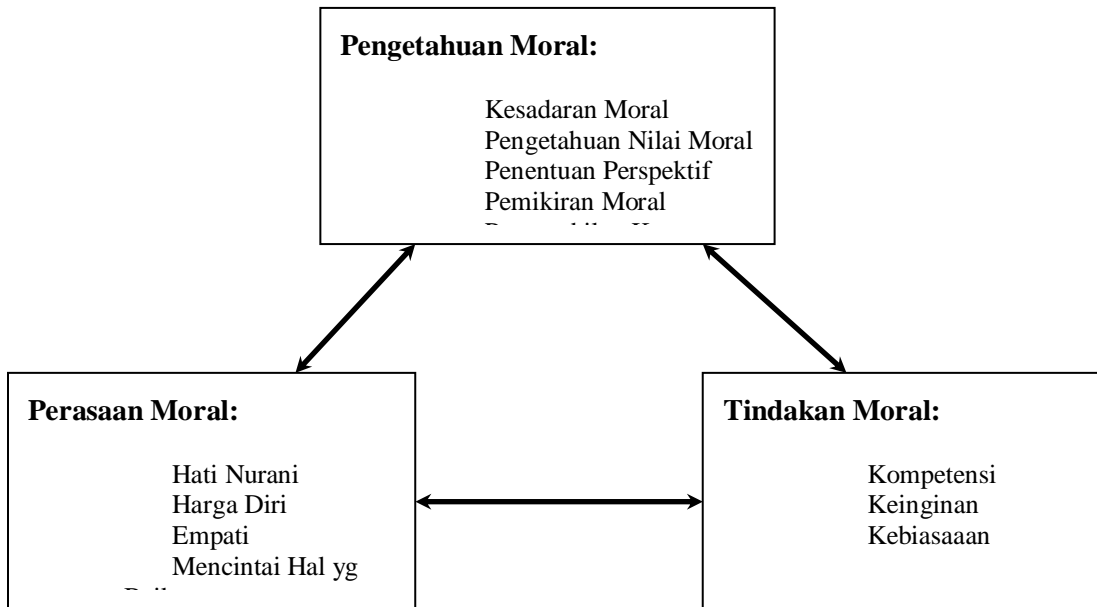 Pengetahuan Moral:
Kesadaran Moral
Pengetahuan Nilai Moral
Penentuan Perspektif
Pemikiran Moral
Perasaan Moral:
Hati Nurani
Harga Diri
Empati
Mencintai Hal yg
Tindakan Moral:
Kompetensi
Keinginan
Kebiasaaan